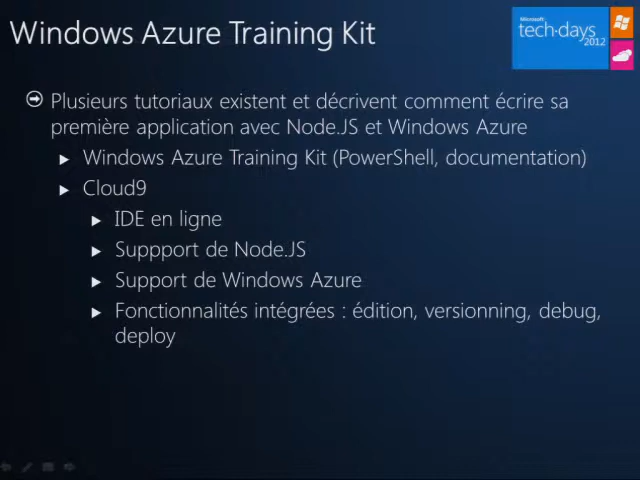 Windows Azure Training Kit
Microsoft
tech·days
2012
Plusieurs tutoriaux existent et décrivent comment écrire sa
première application avec Node.JS et Windows Azure
Windows Azure Training Kit (PowerShell, documentation)
Cloud9
IDE en ligne
Suppport de Node.JS
Support de Windows Azure
Fonctionnalités intégrées : édition, versionning, debug,
deploy